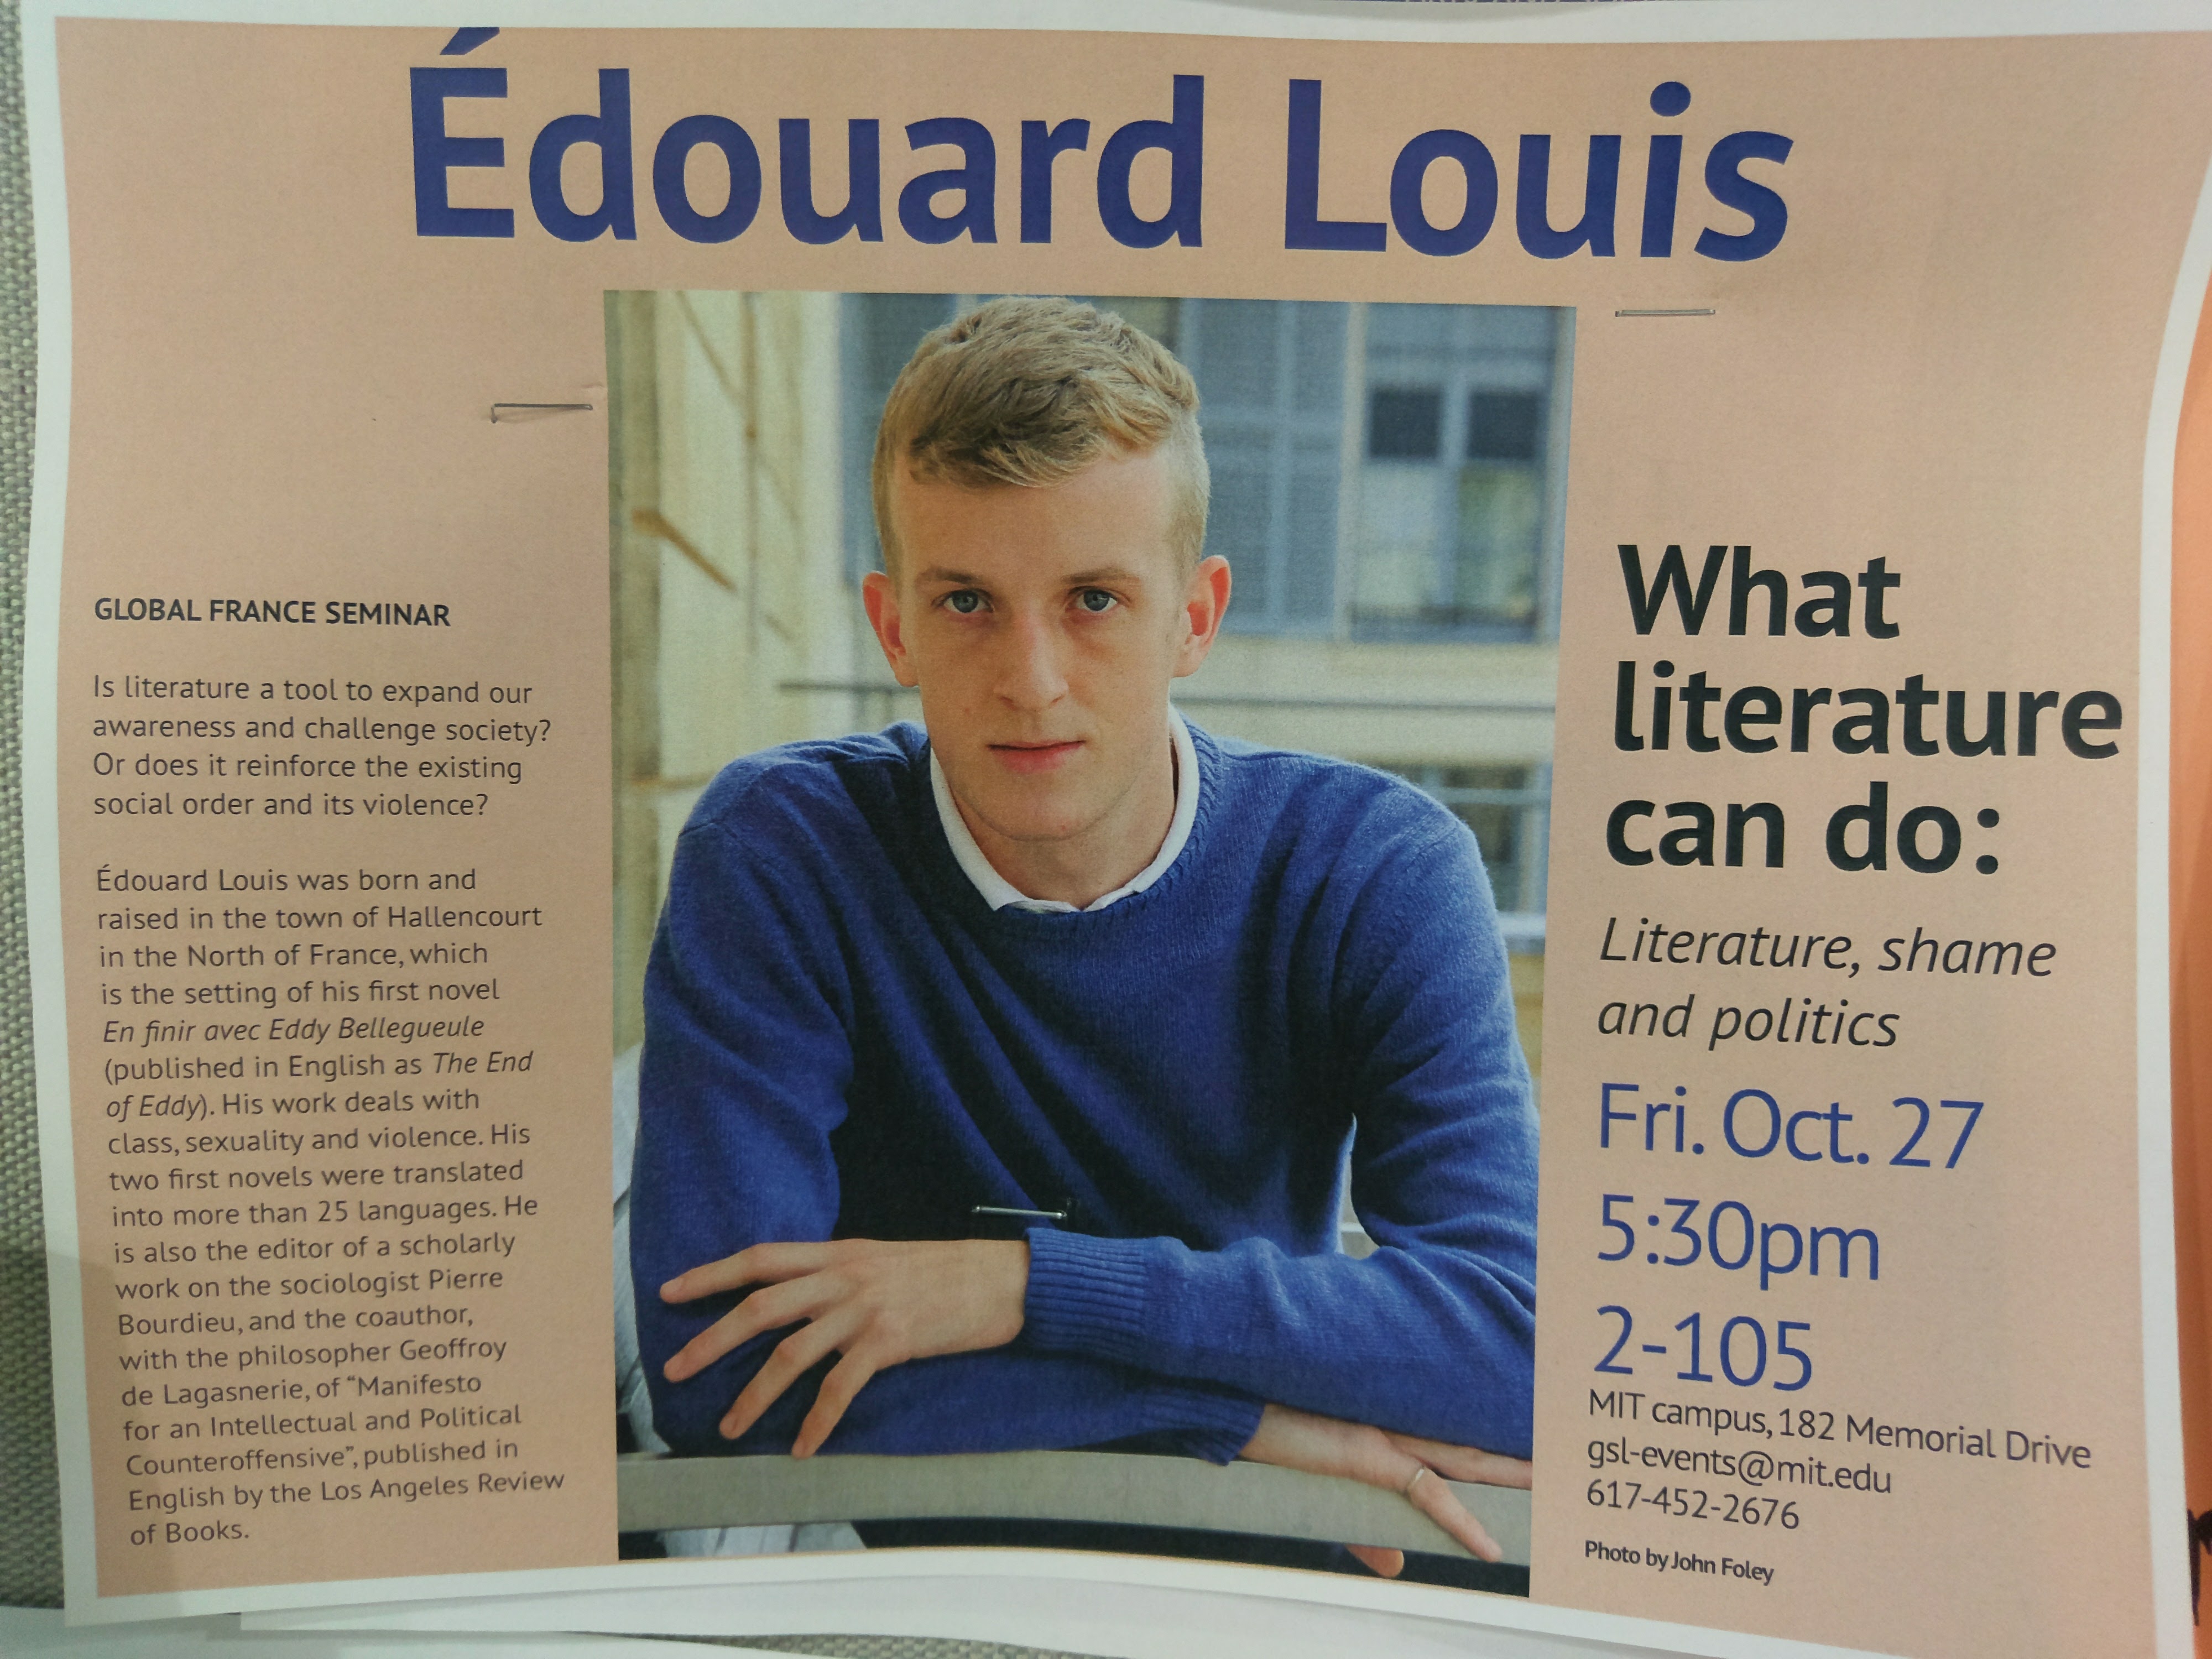 Édouard Louis
GLOBAL FRANCE SEMINAR
Is literature a tool to expand our
awareness and challenge society?
Or does it reinforce the existing
social order and its violence?
Édouard Louis was born and
raised in the town of Hallencourt
in the North of France, which
is the setting of his first novel
En finir avec Eddy Bellegueule
(published in English as The End
of Eddy). His work deals with
class, sexuality and violence. His
two first novels were translated
into more than 25 languages. He
is also the editor of a scholarly
work on the sociologist Pierre
Bourdieu, and the coauthor,
with the philosopher Geoffroy
de Lagasnerie, of “Manifesto
for an Intellectual and Political
Counteroffensive”, published in
English by the Los Angeles Review
of Books.
What
literature
can do:
Literature, shame
and politics
Fri. Oct. 27
5:30pm
2-105
MIT campus, 182 Memorial Drive
gsl-events@mit.edu
617-452-2676
Photo by John Foley